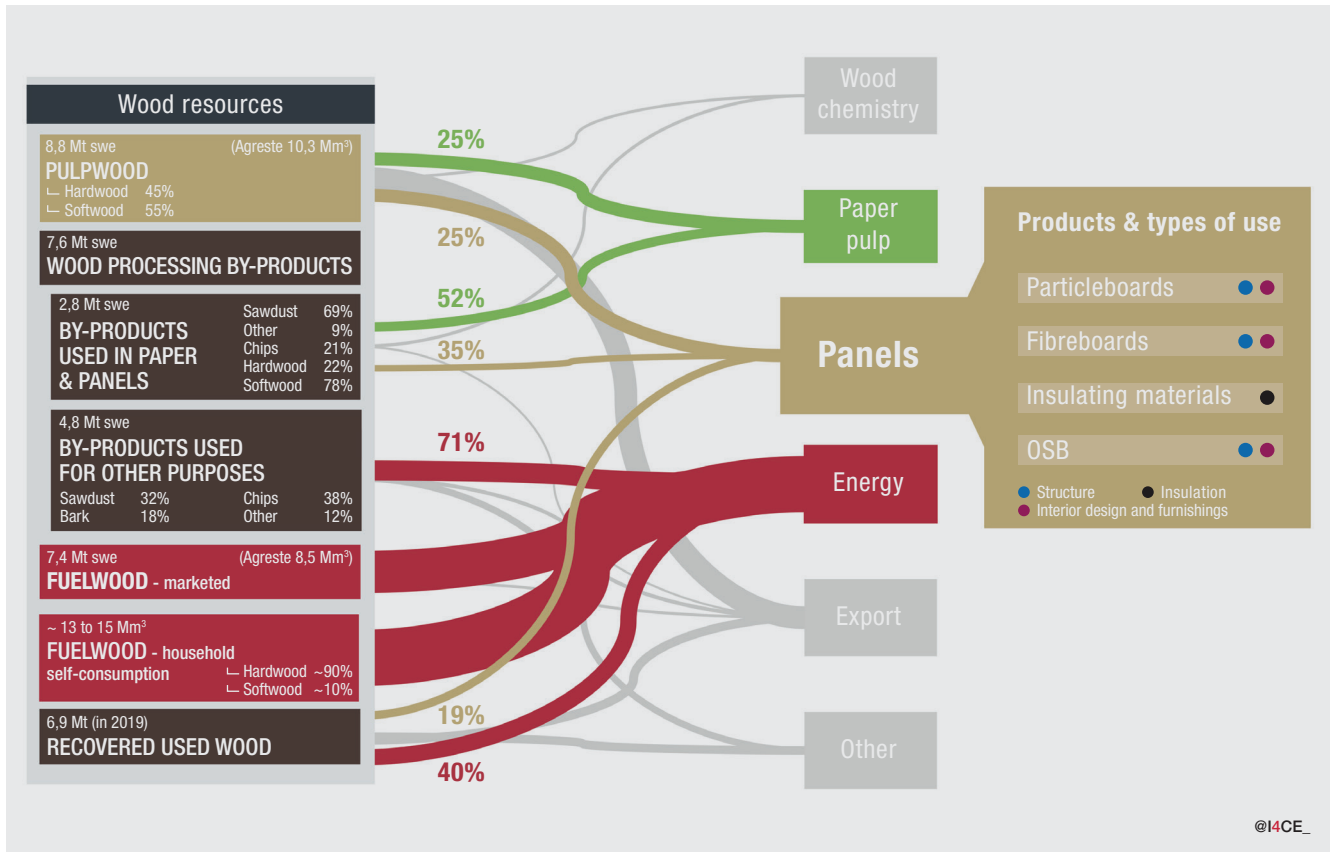 Wood resources
8,8 Mt swe (Agreste 10,3 Mm³)
PULPWOOD
Hardwood 45%
Softwood 55%
7,6 Mt swe
WOOD PROCESSING BY-PRODUCTS
2,8 Mt swe
BY-PRODUCTS
USED IN PAPER
& PANELS
Sawdust 69%
Other 9%
Chips 21%
Hardwood 22%
Softwood 78%
4,8 Mt swe
BY-PRODUCTS USED
FOR OTHER PURPOSES
Sawdust 32% Chips 38%
Bark 18% Other 12%
7,4 Mt swe (Agreste 8,5 Mm³)
FUELWOOD - marketed
~ 13 to 15 Mm³
FUELWOOD - household
self-consumption
Hardwood ~90%
Softwood ~10%
6,9 Mt (in 2019)
RECOVERED USED WOOD
25%
25%
52%
35%
71%
19%
40%
Wood
chemistry
Paper
pulp
Panels
Energy
Export
Other
Products & types of use
Particleboards
Fibreboards
Insulating materials
OSB
Structure Insulation
Interior design and furnishings
@I4CE_